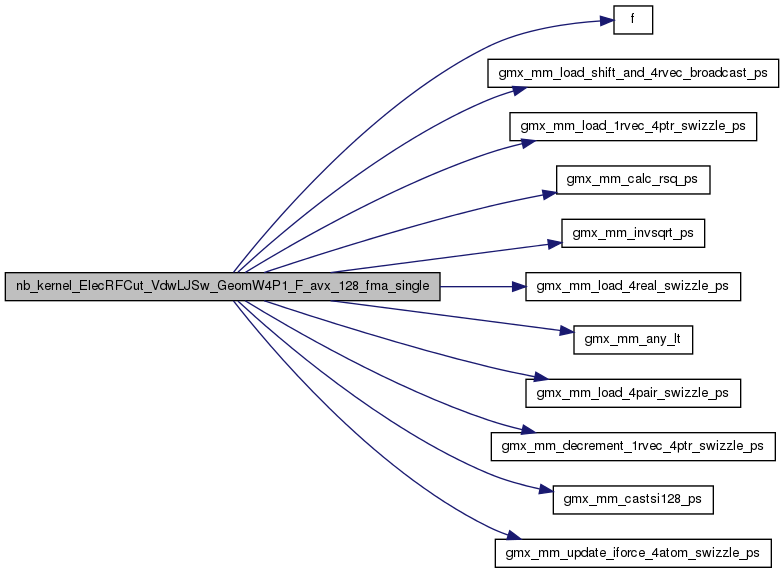 f
gmx_mm_load_shift_and_4rvec_broadcast_ps
gmx_mm_load_1rvec_4ptr_swizzle_ps
gmx_mm_calc_rsq_ps
gmx_mm_invsqrt_ps
nb_kernel_ElecRFCut_VdwLJSw_GeomW4P1_F_avx_128_fma_single
gmx_mm_load_4real_swizzle_ps
gmx_mm_any_lt
gmx_mm_load_4pair_swizzle_ps
gmx_mm_decrement_1rvec_4ptr_swizzle_ps
gmx_mm_castsi128_ps
gmx_mm_update_iforce_4atom_swizzle_ps